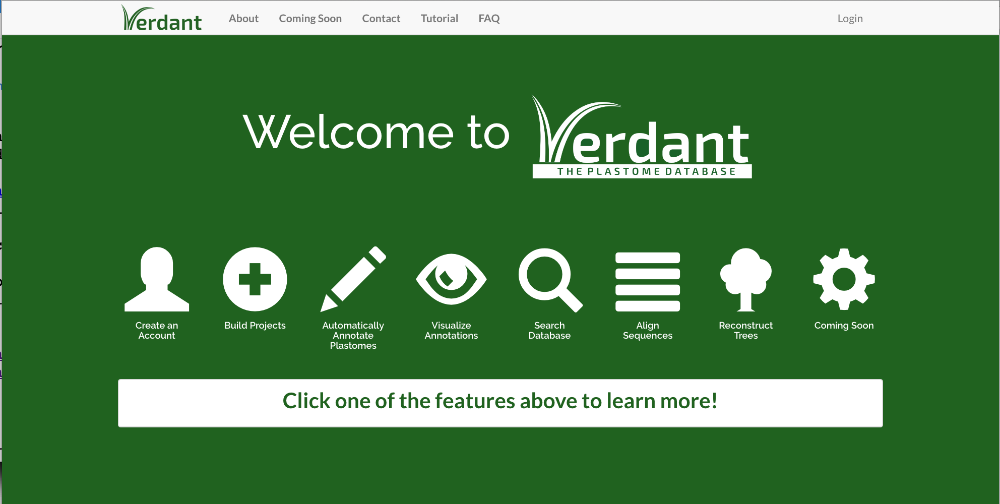 Verdant About Coming Soon Contact Tutorial FAQ Login
Welcome to Verdant
THE PLASTOME DATABASE
Create an
Account
Build Projects
Automatically
Annotate
Plastomes
Visualize
Annotations
Search
Database
Align
Sequences
Reconstruct
Trees
Coming Soon
Click one of the features above to learn more!